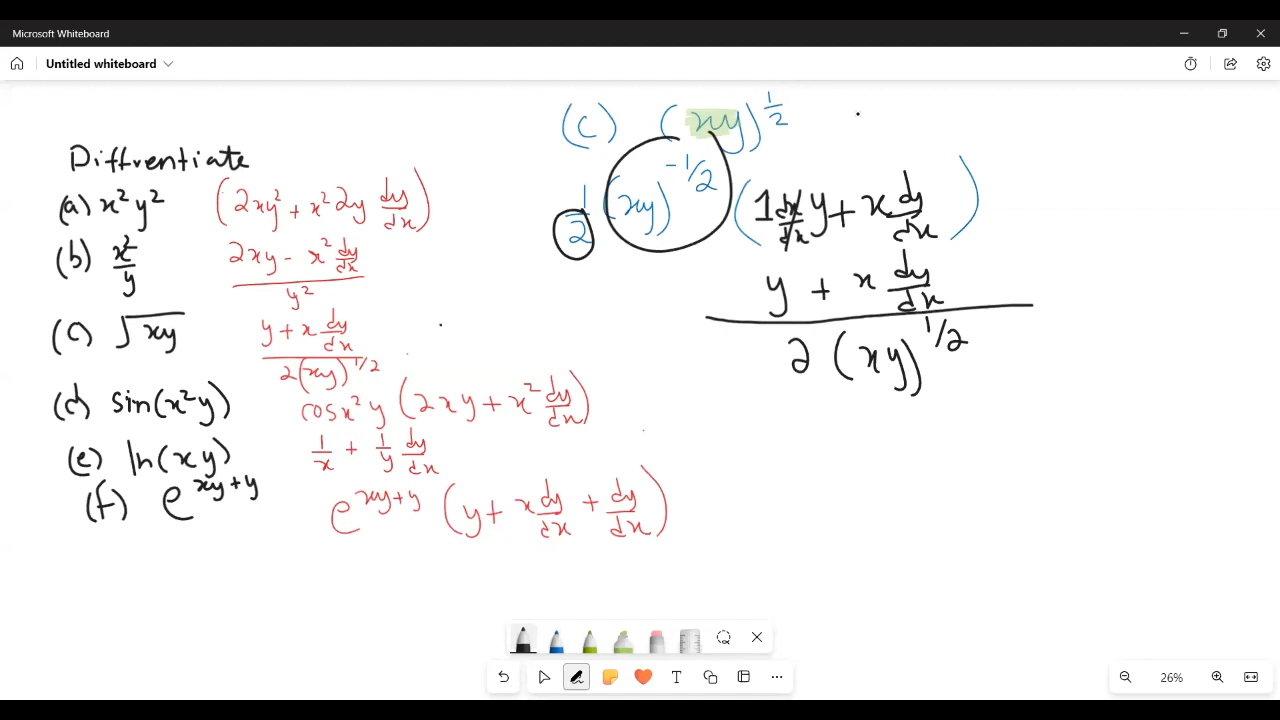 Microsoft Whiteboard
Untitled whiteboard
Diffrentiate
(a) x²y² (2xy² + x²2y dy/dx)
(b) x²/y (2xy - x² dy/dx)/y²
(c) √xy (y + x dy/dx)/2(xy)^1/2
(d) sin(x²y) cosx²y (2xy + x² dy/dx)
(e) ln(xy) 1/x + 1/y dy/dx
(f) e^xy+y e^xy+y (y + x dy/dx + dy/dx)
(c) (xy)^1/2
1/2 (xy)^-1/2 (1 dx/dx y + x dy/dx)
y + x dy/dx
2 (xy)^1/2
T
26%